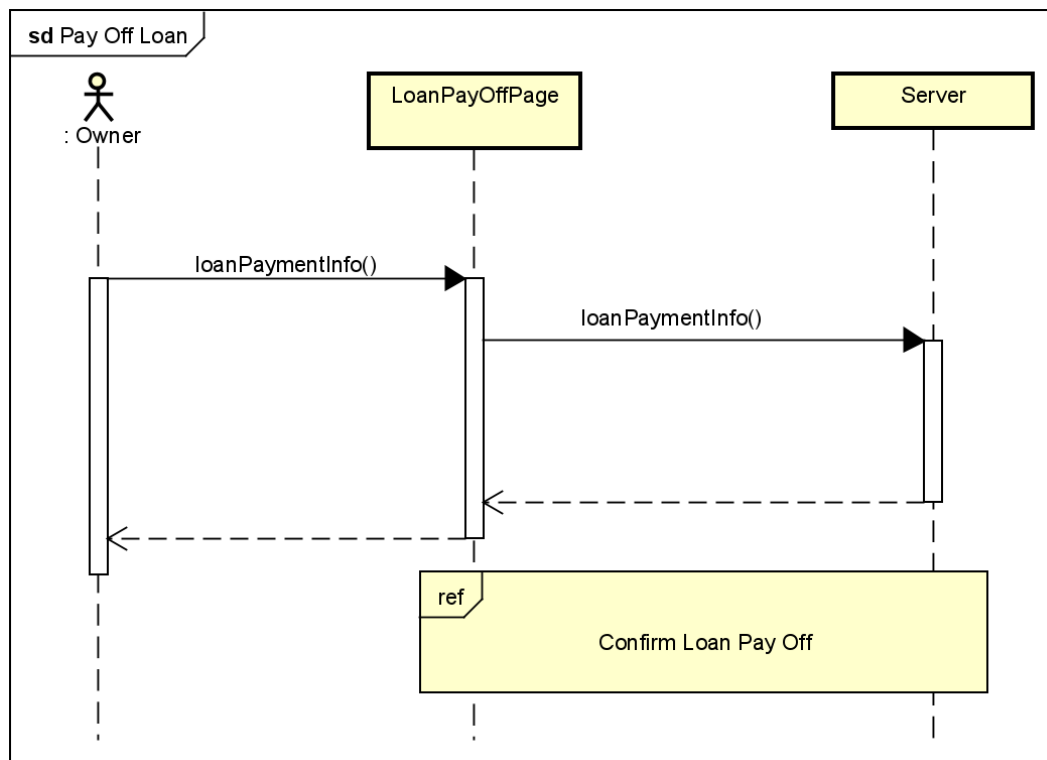 sd Pay Off Loan
: Owner
LoanPayOffPage
Server
loanPaymentInfo()
loanPaymentInfo()
ref
Confirm Loan Pay Off